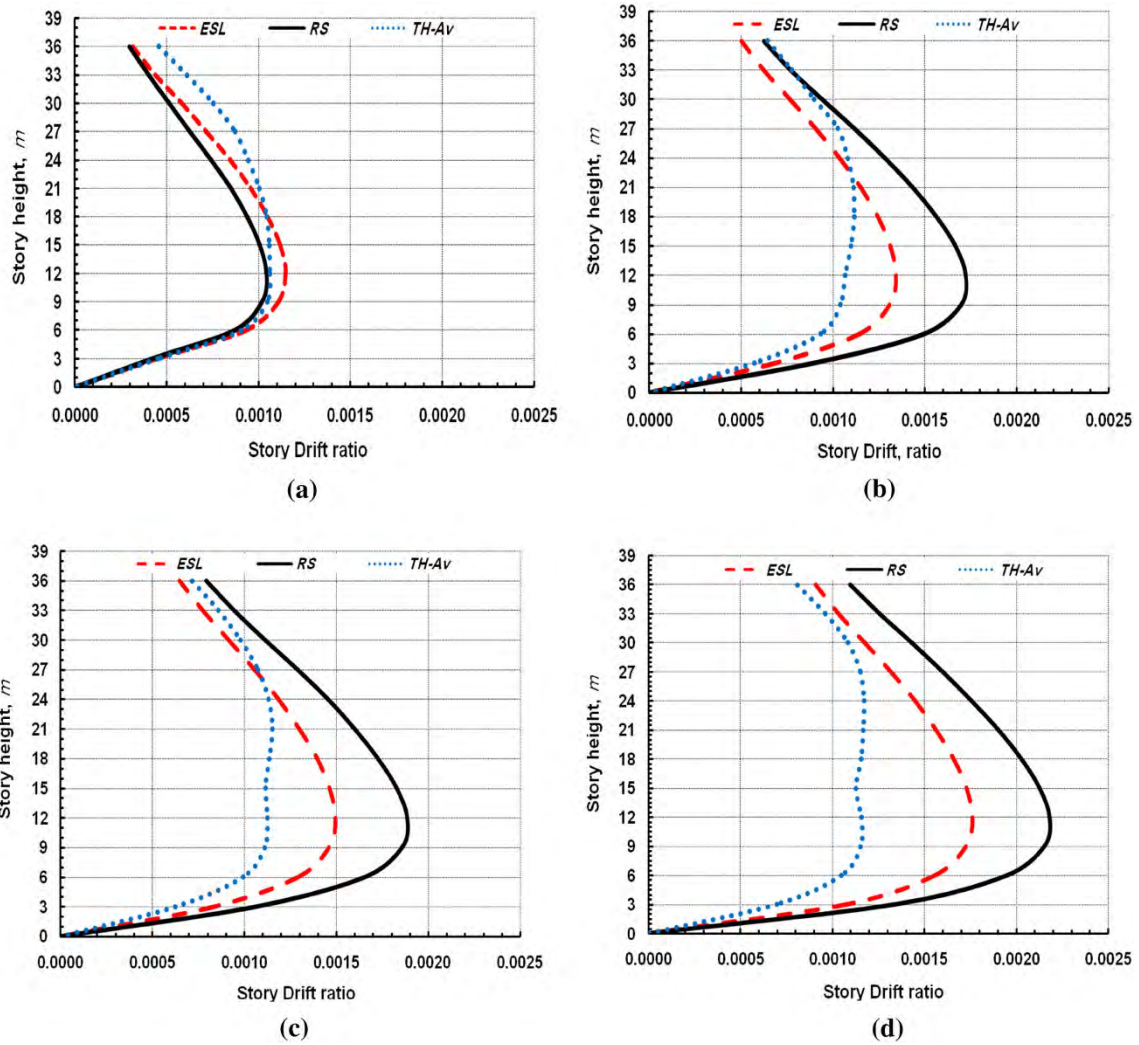 ESL RS TH-Av
39
36
33
30
27
24
21
18
15
12
9
6
3
0
Story height, m
0.0000 0.0005 0.0010 0.0015 0.0020 0.0025
Story Drift ratio
(a)
ESL RS TH-Av
39
36
33
30
27
24
21
18
15
12
9
6
3
0
Story height, m
0.0000 0.0005 0.0010 0.0015 0.0020 0.0025
Story Drift, ratio
(b)
ESL RS TH-Av
39
36
33
30
27
24
21
18
15
12
9
6
3
0
Story height, m
0.0000 0.0005 0.0010 0.0015 0.0020 0.0025
Story Drift ratio
(c)
ESL RS TH-Av
39
36
33
30
27
24
21
18
15
12
9
6
3
0
Story height, m
0.0000 0.0005 0.0010 0.0015 0.0020 0.0025
Story Drift ratio
(d)